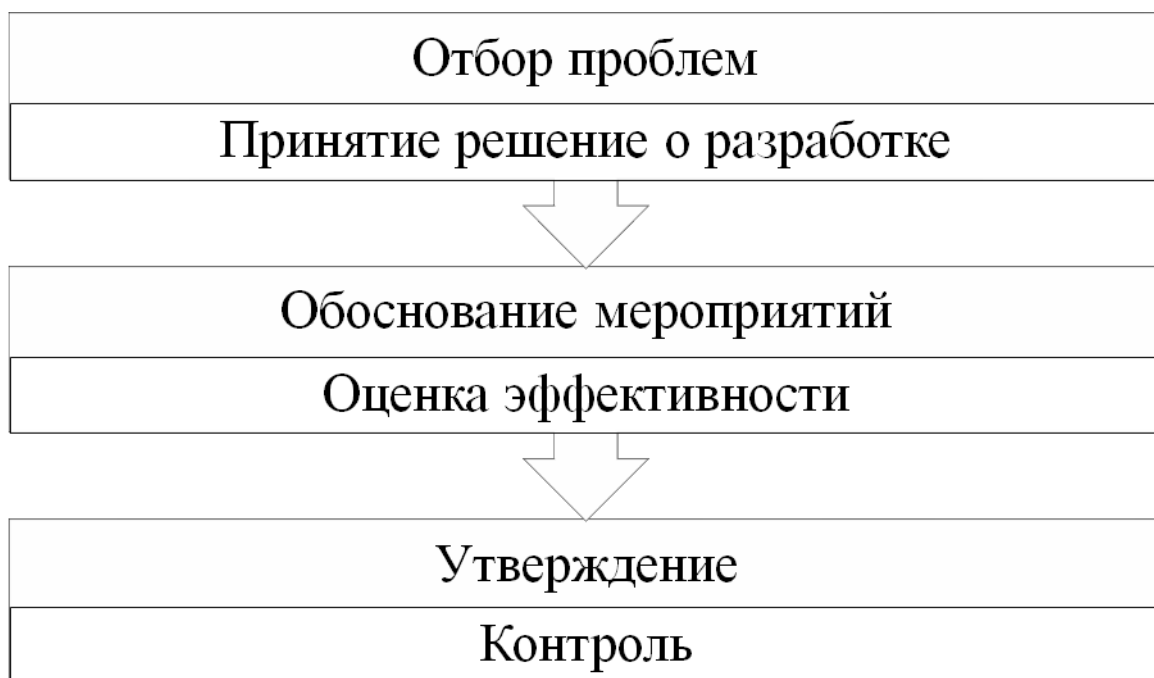 Отбор проблем
Принятие решение о разработке
Обоснование мероприятий
Оценка эффективности
Утверждение
Контроль